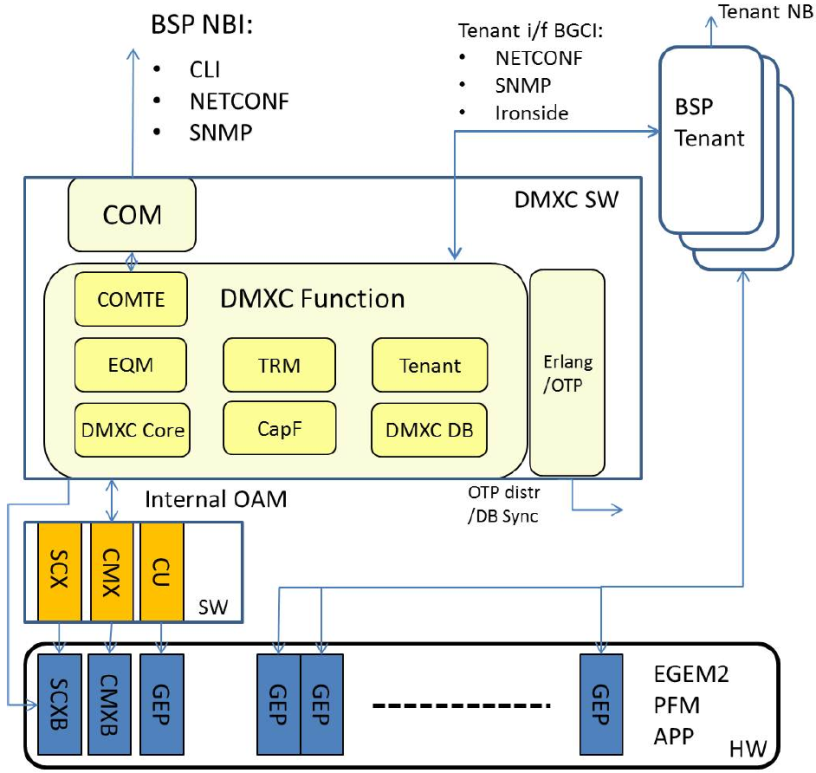 Tenant NB
BSP NBI:
• CLI
• NETCONF
• SNMP
Tenant i/f BGCI:
• NETCONF
• SNMP
• Ironside
BSP
Tenant
DMXC SW
COM
DMXC Function
COMTE
EQM
TRM
Tenant
DMXC Core
CapF
DMXC DB
Erlang
/OTP
Internal OAM
OTP distr
/DB Sync
SCX
CMX
CU
SW
SCXB
CMXB
GEP
GEP
GEP
GEP
EGEM2
PFM
APP
HW